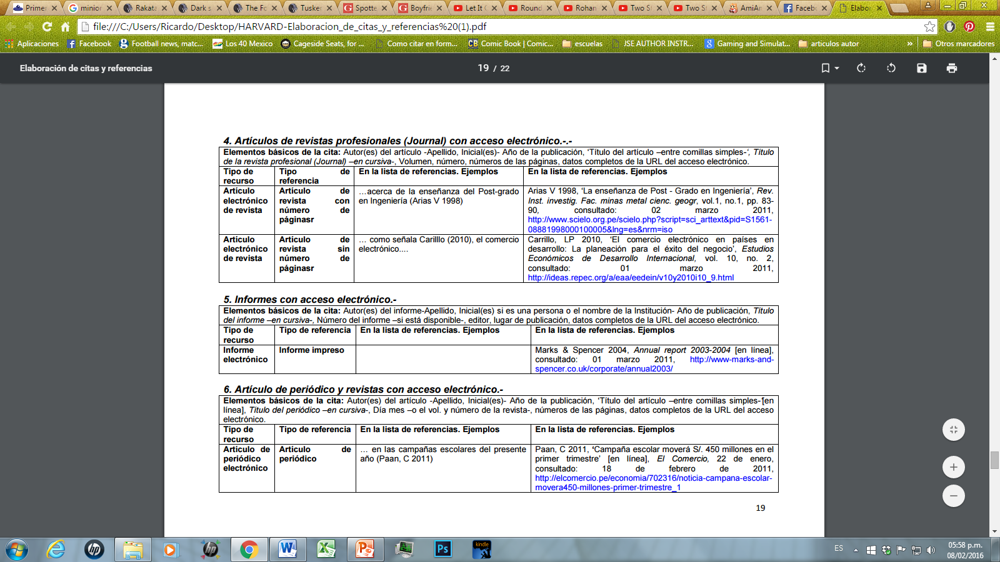 Primer
minior
Rakata
Dark s
The Fo
Tusker
Spotte
Boyfrie
Let It G
Round
Rohan
Two St
Two St
AmiAm
Faceb
Elabor
file:///C:/Users/Ricardo/Desktop/HARVARD-Elaboracion_de_citas_y_referencias%20(1).pdf
Aplicaciones
Facebook
Football news, matc...
Los 40 Mexico
Cageside Seats, for ...
Como citar en form...
Comic Book | Comic...
escuelas
JSE AUTHOR INSTR...
Gaming and Simulat...
articulos autor
»
Otros marcadores
Elaboración de citas y referencias
19 / 22
4. Artículos de revistas profesionales (Journal) con acceso electrónico.-.-
Elementos básicos de la cita: Autor(es) del artículo -Apellido, Inicial(es)- Año de la publicación, ‘Título del artículo –entre comillas simples-‘, Título
de la revista profesional (Journal) –en cursiva-, Volumen, número, números de las páginas, datos completos de la URL del acceso electrónico.
Tipo de
recurso
Tipo de
referencia
En la lista de referencias. Ejemplos
En la lista de referencias. Ejemplos
Artículo
electrónico
de revista
Artículo de
revista con
número de
páginasr
…acerca de la enseñanza del Post-grado
en Ingeniería (Arias V 1998)
Arias V 1998, ‘La enseñanza de Post - Grado en Ingeniería’, Rev.
Inst. investig. Fac. minas metal cienc. geogr, vol.1, no.1, pp. 83-
90, consultado: 02 marzo 2011,
http://www.scielo.org.pe/scielo.php?script=sci_arttext&pid=S1561-
08881998000100005&lng=es&nrm=iso
Artículo
electrónico
de revista
Artículo de
revista sin
número de
páginasr
… como señala Carilllo (2010), el comercio
electrónico....
Carrillo, LP 2010, ‘El comercio electrónico en países en
desarrollo: La planeación para el éxito del negocio’, Estudios
Económicos de Desarrollo Internacional, vol. 10, no. 2,
consultado: 01 marzo 2011,
http://ideas.repec.org/a/eaa/eedein/v10y2010i10_9.html
5. Informes con acceso electrónico.-
Elementos básicos de la cita: Autor(es) del informe-Apellido, Inicial(es) si es una persona o el nombre de la Institución- Año de publicación, Título
del informe –en cursiva-, Número del informe –si está disponible-, editor, lugar de publicación, datos completos de la URL del acceso electrónico.
Tipo de
recurso
Tipo de referencia
En la lista de referencias. Ejemplos
En la lista de referencias. Ejemplos
Informe
electrónico
Informe impreso
Marks & Spencer 2004, Annual report 2003-2004 [en línea],
consultado: 01 marzo 2011, http://www-marks-and-
spencer.co.uk/corporate/annual2003/
6. Artículo de periódico y revistas con acceso electrónico.-
Elementos básicos de la cita: Autor(es) del artículo -Apellido, Inicial(es)- Año de la publicación, ‘Título del artículo –entre comillas simples-‘[en
línea], Título del periódico –en cursiva-, Día mes –o el vol. y número de la revista-, números de las páginas, datos completos de la URL del acceso
electrónico.
Tipo de
recurso
Tipo de referencia
En la lista de referencias. Ejemplos
En la lista de referencias. Ejemplos
Artículo de
periódico
electrónico
Artículo de
periódico
… en las campañas escolares del presente
año (Paan, C 2011)
Paan, C 2011, ‘Campaña escolar moverá S/. 450 millones en el
primer trimestre’ [en línea], El Comercio, 22 de enero,
consultado: 18 de febrero de 2011,
http://elcomercio.pe/economia/702316/noticia-campana-escolar-
movera450-millones-primer-trimestre_1
19
ES
05:58 p.m.
08/02/2016